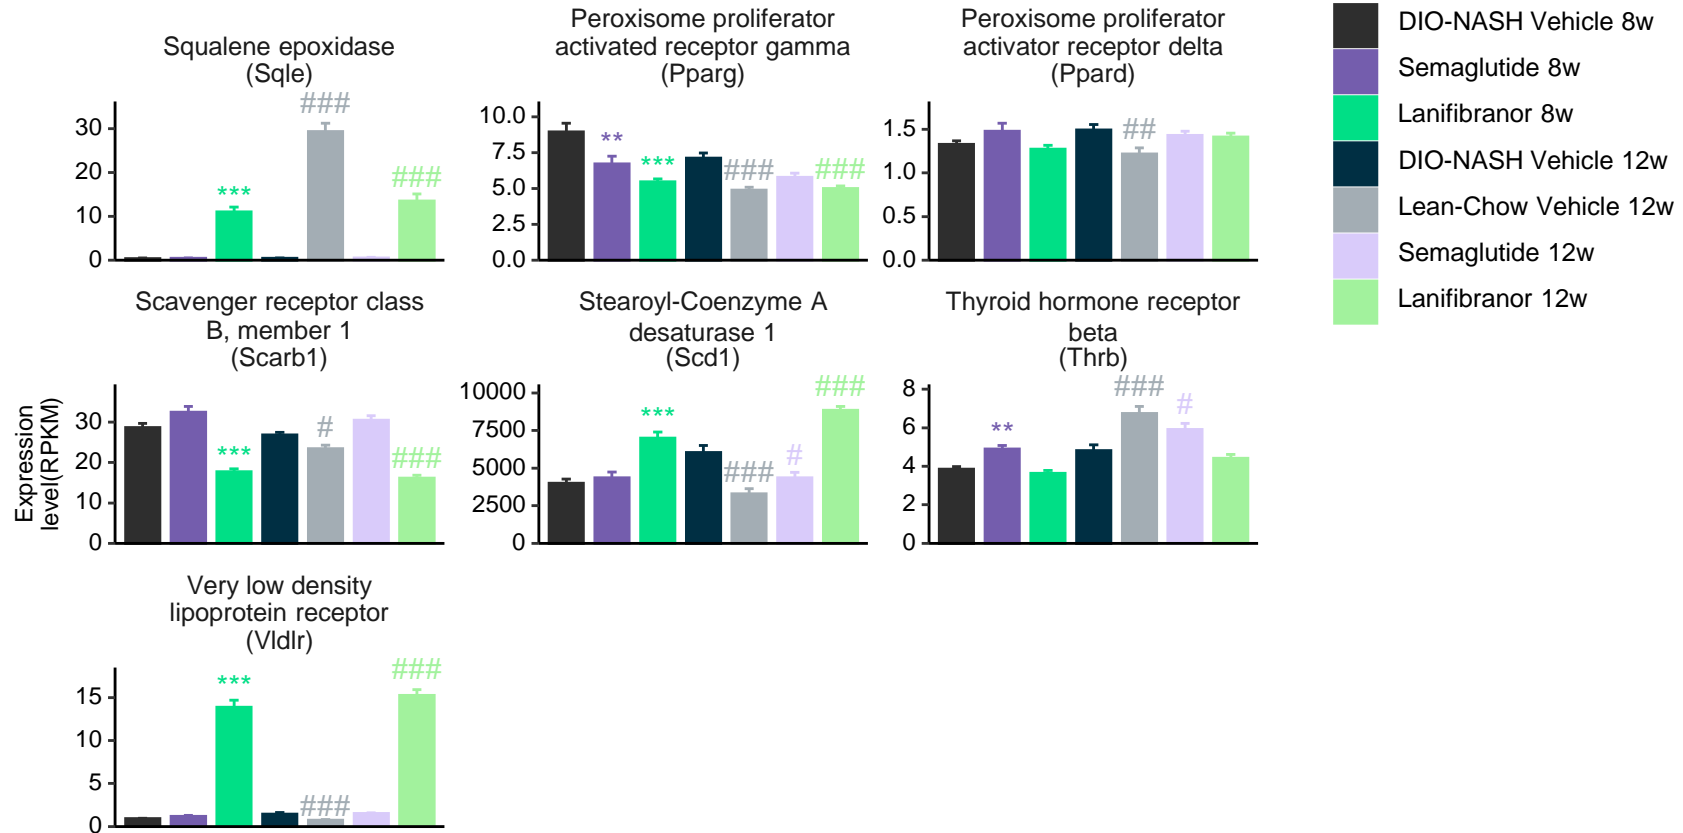 Squalene epoxidase
(Sqle)
###
***
###
30
20
10
0
Peroxisome proliferator
activated receptor gamma
(Pparg)
10.0
7.5
5.0
2.5
0.0
**
***
###
###
Peroxisome proliferator
activator receptor delta
(Ppard)
1.5
1.0
0.5
0.0
##
DIO-NASH Vehicle 8w
Semaglutide 8w
Lanifibranor 8w
DIO-NASH Vehicle 12w
Lean-Chow Vehicle 12w
Semaglutide 12w
Lanifibranor 12w
Scavenger receptor class
B, member 1
(Scarb1)
Expression
level(RPKM)
30
20
10
0
***
#
###
Stearoyl-Coenzyme A
desaturase 1
(Scd1)
10000
7500
5000
2500
0
***
###
#
###
Thyroid hormone receptor
beta
(Thrb)
8
6
4
2
0
**
###
#
Very low density
lipoprotein receptor
(Vldlr)
15
10
5
0
***
###
###